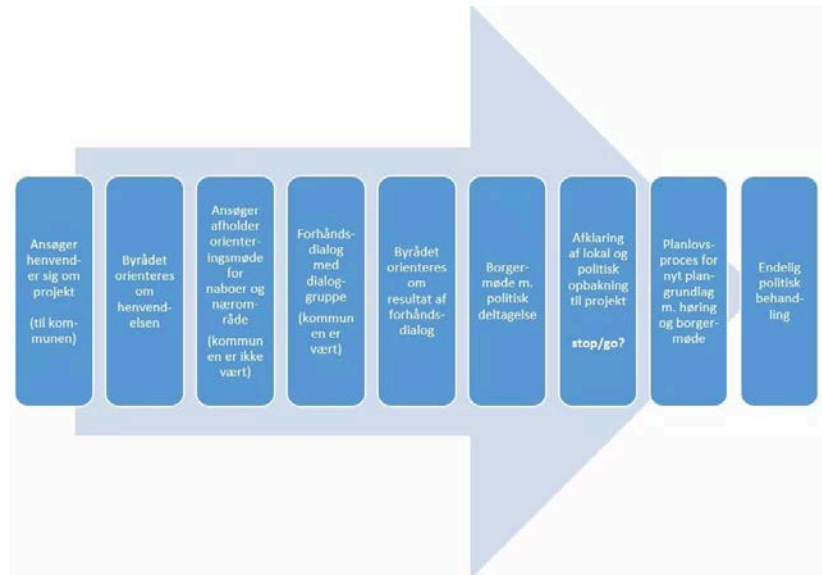 Ansøger
henvend-
er sig om
projekt
(til kom-
munen)
Byrådet
orienteres
om
henvend-
elsen
Ansøger
afholder
orienter-
ingsmøde
for
naboer og
nærom-
råde
(kommun
en er ikke
vært)
Forhånds-
dialog
med
dialog-
gruppe
(kommun
en er
vært)
Byrådet
orienteres
om
resultat af
forhånds-
dialog
Borger-
møde m.
politisk
deltagelse
Afklaring
af lokal og
politisk
opbakning
til projekt
stop/go?
Planlovs-
proces for
nyt plan-
grundlag
m. høring
og borger-
møde
Endelig
politisk
behand-
ling